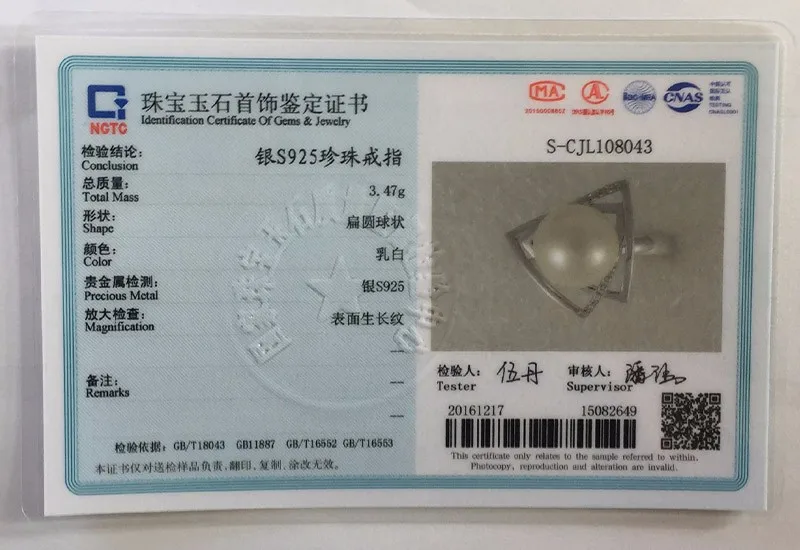 NGTC
珠宝玉石首饰鉴定证书
Identification Certificate Of Gems & Jewelry
检验结论:
Conclusion
银S925珍珠戒指
总质量:
Total Mass
3.47g
形状:
Shape
扁圆球状
颜色:
Color
乳白
贵金属检测:
Precious Metal
银S925
放大检查:
Magnification
表面生长纹
—
备注:
Remarks
—
—
检验依据: GB/T18043 GB11887 GB/T16552 GB/T16553
本证书仅对送检样品负责,翻印、复制、涂改无效。
MA
CNAS
S-CJL108043
检验人: 伍丹
Tester
审核人:
Supervisor
20161217 15082649
This certificate only relates to the sample referred to within.
Photocopy, reproduction and alteration are invalid.